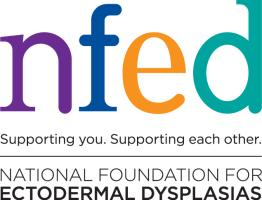 nfed
Supporting you. Supporting each other.
NATIONAL FOUNDATION FOR
ECTODERMAL DYSPLASIAS